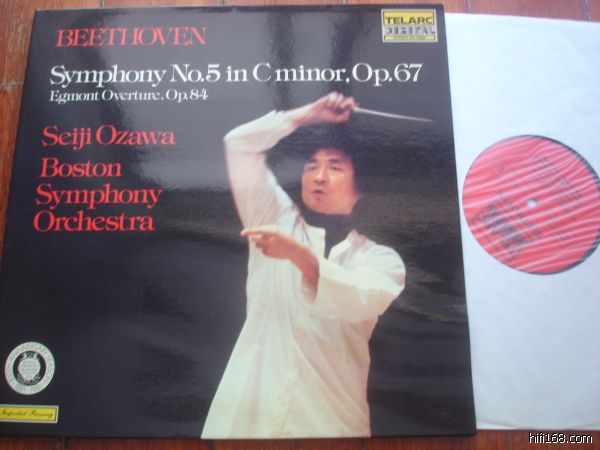 TELARC
DIGITAL
BEETHOVEN
Symphony No.5 in C minor, Op.67
Egmont Overture, Op.84
Seiji Ozawa
Boston
Symphony
Orchestra
Imported Pressing
hifi168.com